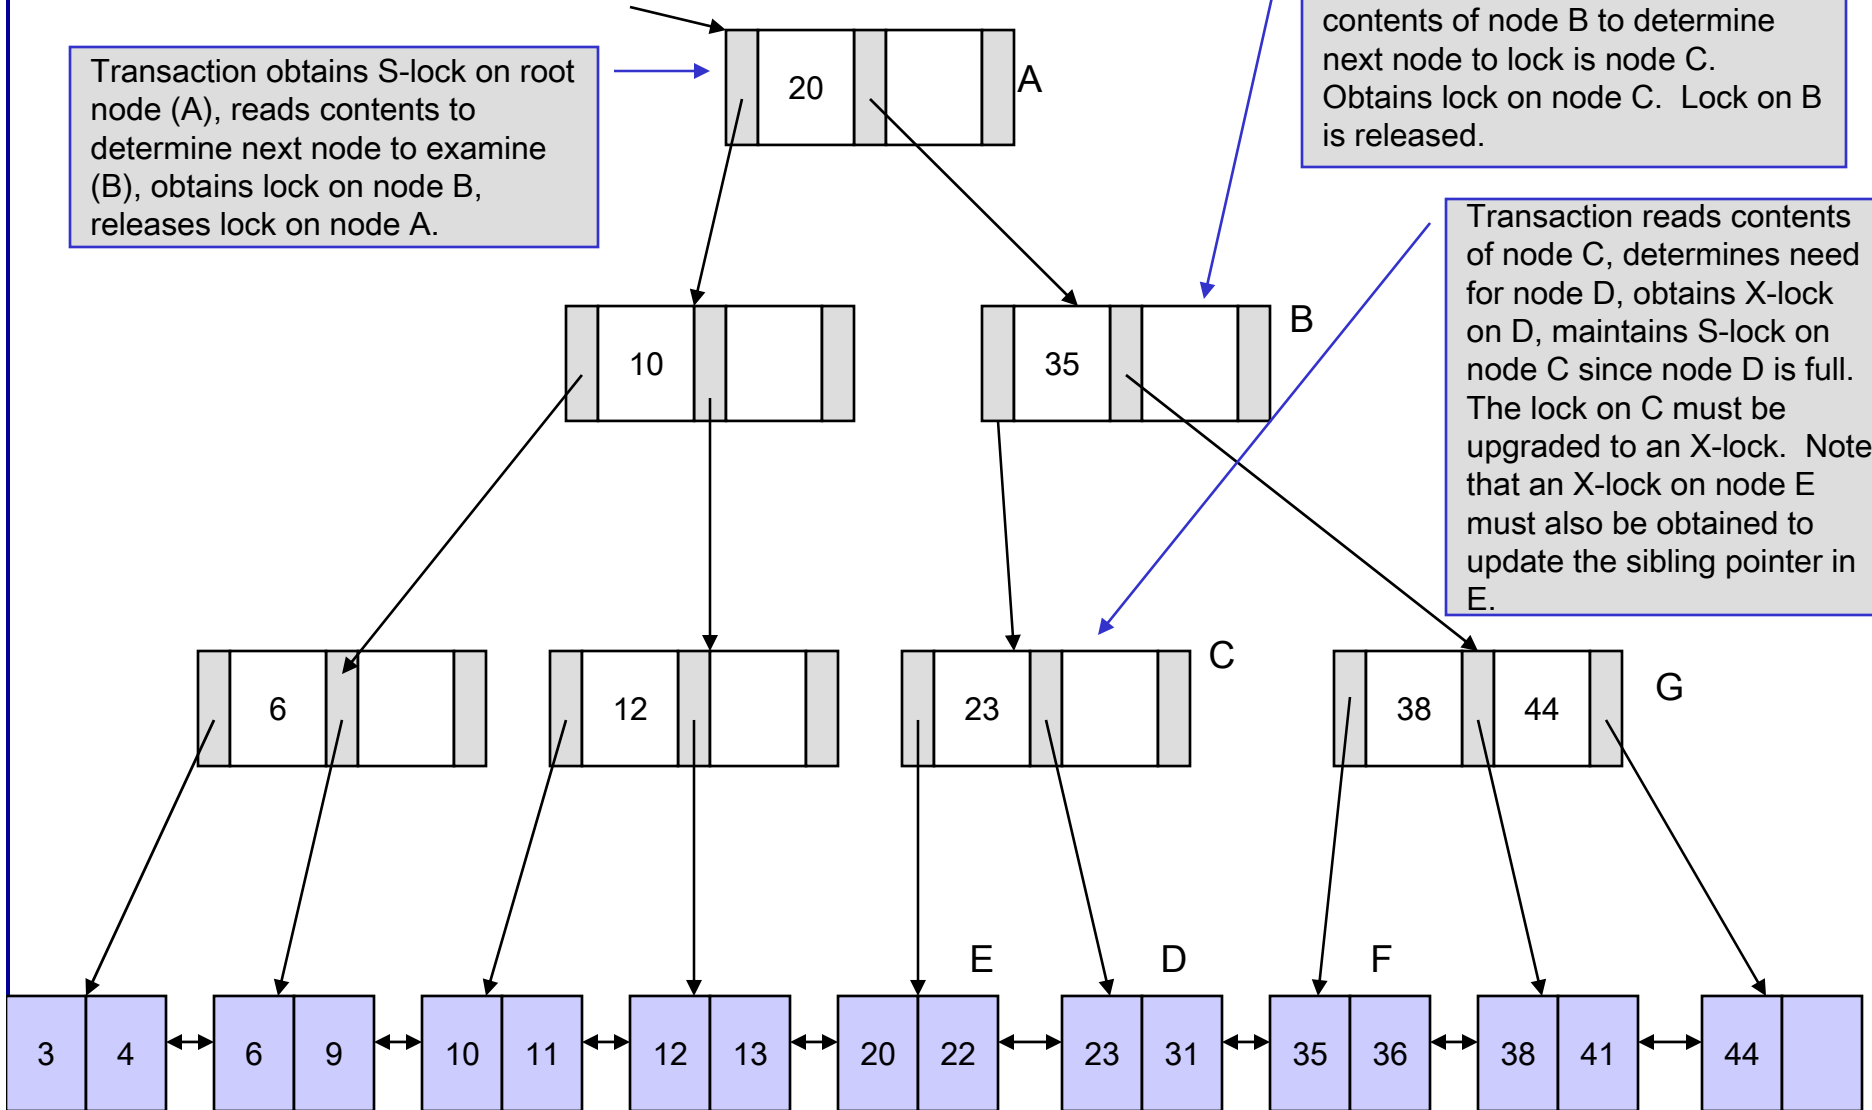 contents of node B to determine
next node to lock is node C.
Obtains lock on node C.  Lock on B
is released.
Transaction obtains S-lock on root
node (A), reads contents to
determine next node to examine
(B), obtains lock on node B,
releases lock on node A.
20
A
Transaction reads contents
of node C, determines need
for node D, obtains X-lock
on D, maintains S-lock on
node C since node D is full.
The lock on C must be
upgraded to an X-lock.  Note
that an X-lock on node E
must also be obtained to
update the sibling pointer in
E.
10
35
B
6
12
23
C
38
44
G
E
D
F
3
4
6
9
10
11
12
13
20
22
23
31
35
36
38
41
44